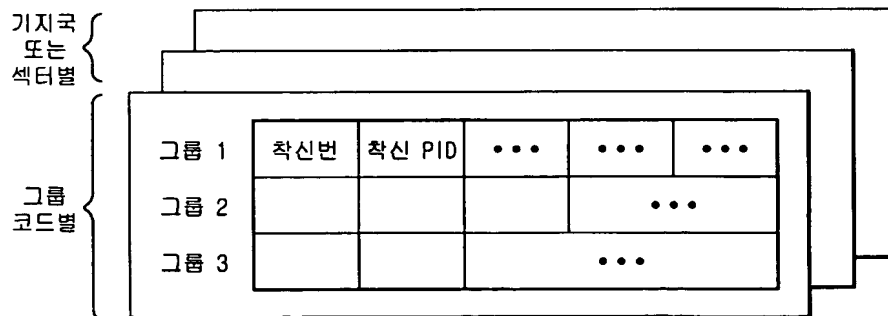 기지국
또는
섹터별
그룹
코드별
그룹 1 착신번 착신 PID ••• ••• •••
그룹 2 •••
그룹 3 •••